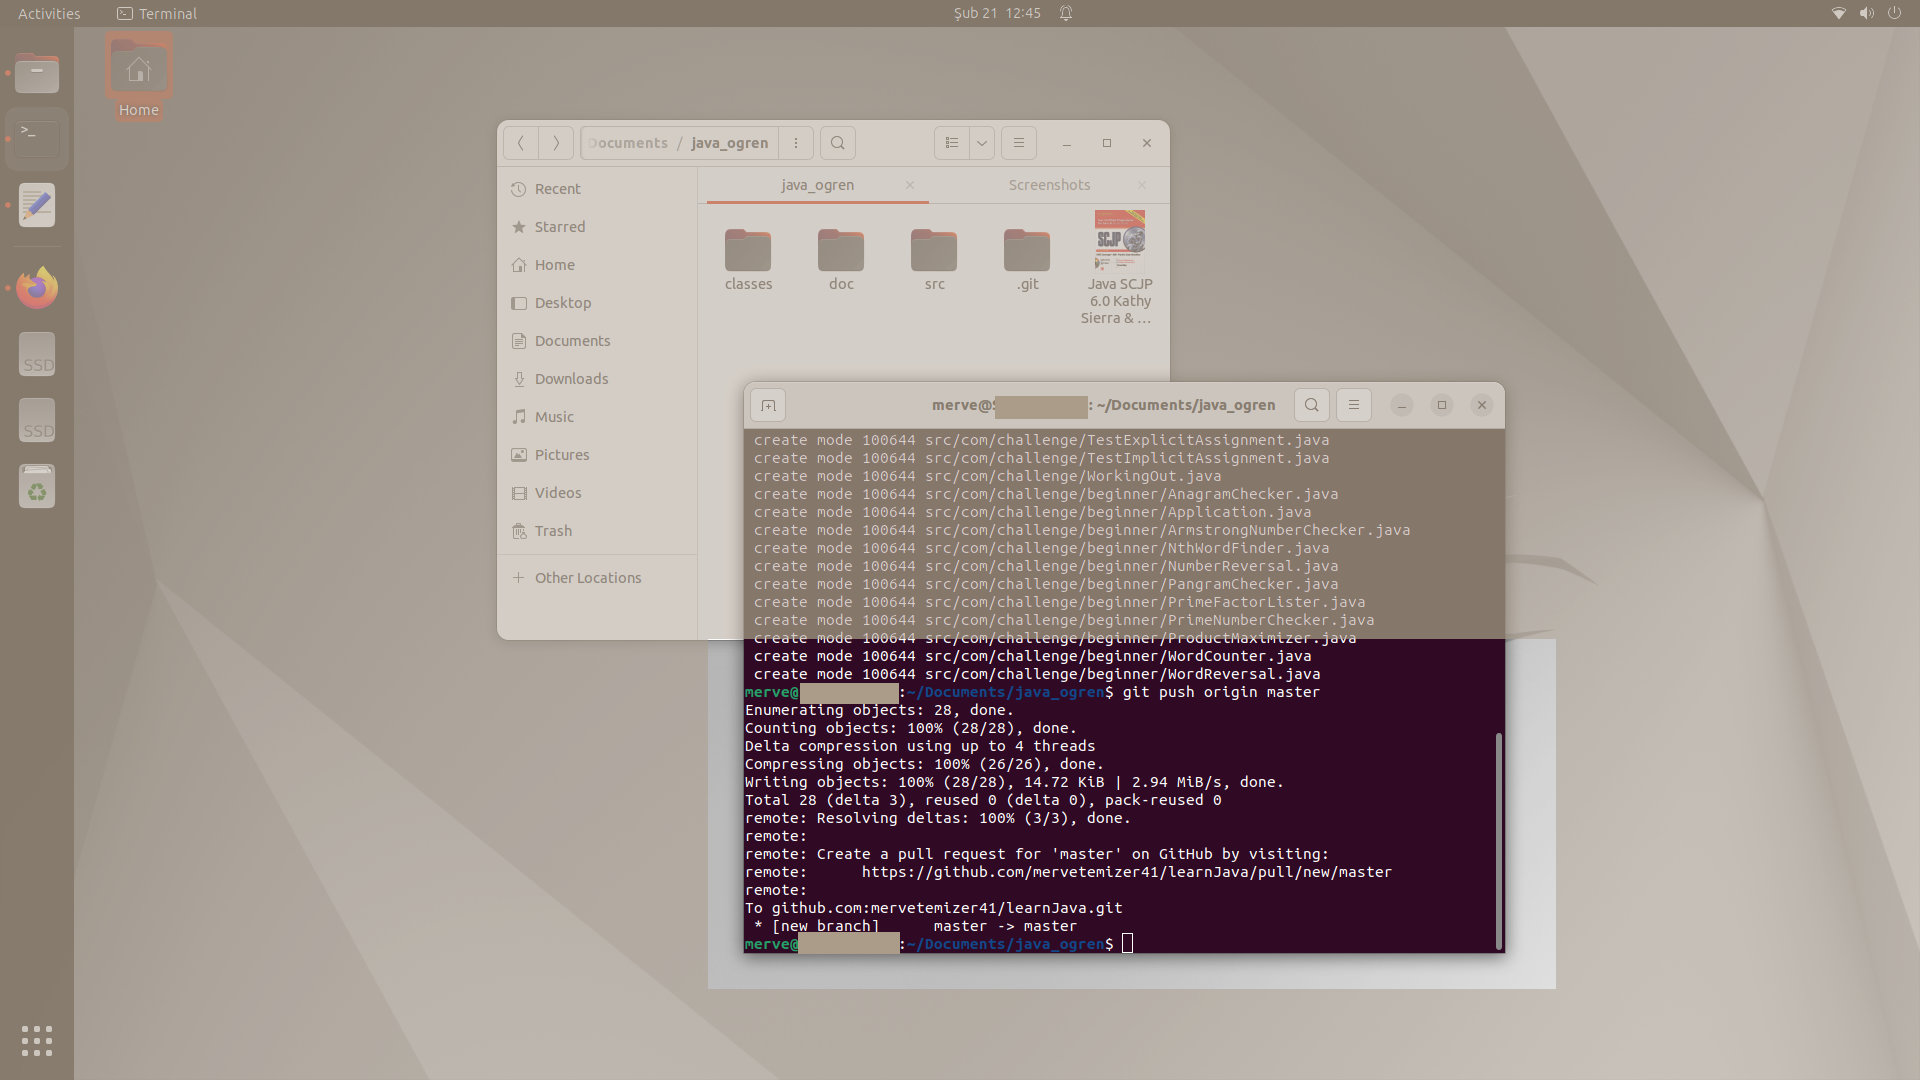 Activities
Terminal
Şub 21 12:45
Home
>_
SSD
SSD
Documents / java_ogren
java_ogren
Screenshots
Recent
Starred
Home
Desktop
Documents
Downloads
Music
Pictures
Videos
Trash
+ Other Locations
classes
doc
src
.git
SCJP
Java SCJP
6.0 Kathy
Sierra & ...
merve@ : ~/Documents/java_ogren
create mode 100644 src/com/challenge/TestExplicitAssignment.java
create mode 100644 src/com/challenge/TestImplicitAssignment.java
create mode 100644 src/com/challenge/WorkingOut.java
create mode 100644 src/com/challenge/beginner/AnagramChecker.java
create mode 100644 src/com/challenge/beginner/Application.java
create mode 100644 src/com/challenge/beginner/ArmstrongNumberChecker.java
create mode 100644 src/com/challenge/beginner/NthWordFinder.java
create mode 100644 src/com/challenge/beginner/NumberReversal.java
create mode 100644 src/com/challenge/beginner/PangramChecker.java
create mode 100644 src/com/challenge/beginner/PrimeFactorLister.java
create mode 100644 src/com/challenge/beginner/PrimeNumberChecker.java
create mode 100644 src/com/challenge/beginner/ProductMaximizer.java
create mode 100644 src/com/challenge/beginner/WordCounter.java
create mode 100644 src/com/challenge/beginner/WordReversal.java
merve@ :~/Documents/java_ogren$ git push origin master
Enumerating objects: 28, done.
Counting objects: 100% (28/28), done.
Delta compression using up to 4 threads
Compressing objects: 100% (26/26), done.
Writing objects: 100% (28/28), 14.72 KiB | 2.94 MiB/s, done.
Total 28 (delta 3), reused 0 (delta 0), pack-reused 0
remote: Resolving deltas: 100% (3/3), done.
remote:
remote: Create a pull request for 'master' on GitHub by visiting:
remote:      https://github.com/mervetemizer41/learnJava/pull/new/master
remote:
To github.com:mervetemizer41/learnJava.git
 * [new branch]      master -> master
merve@ :~/Documents/java_ogren$